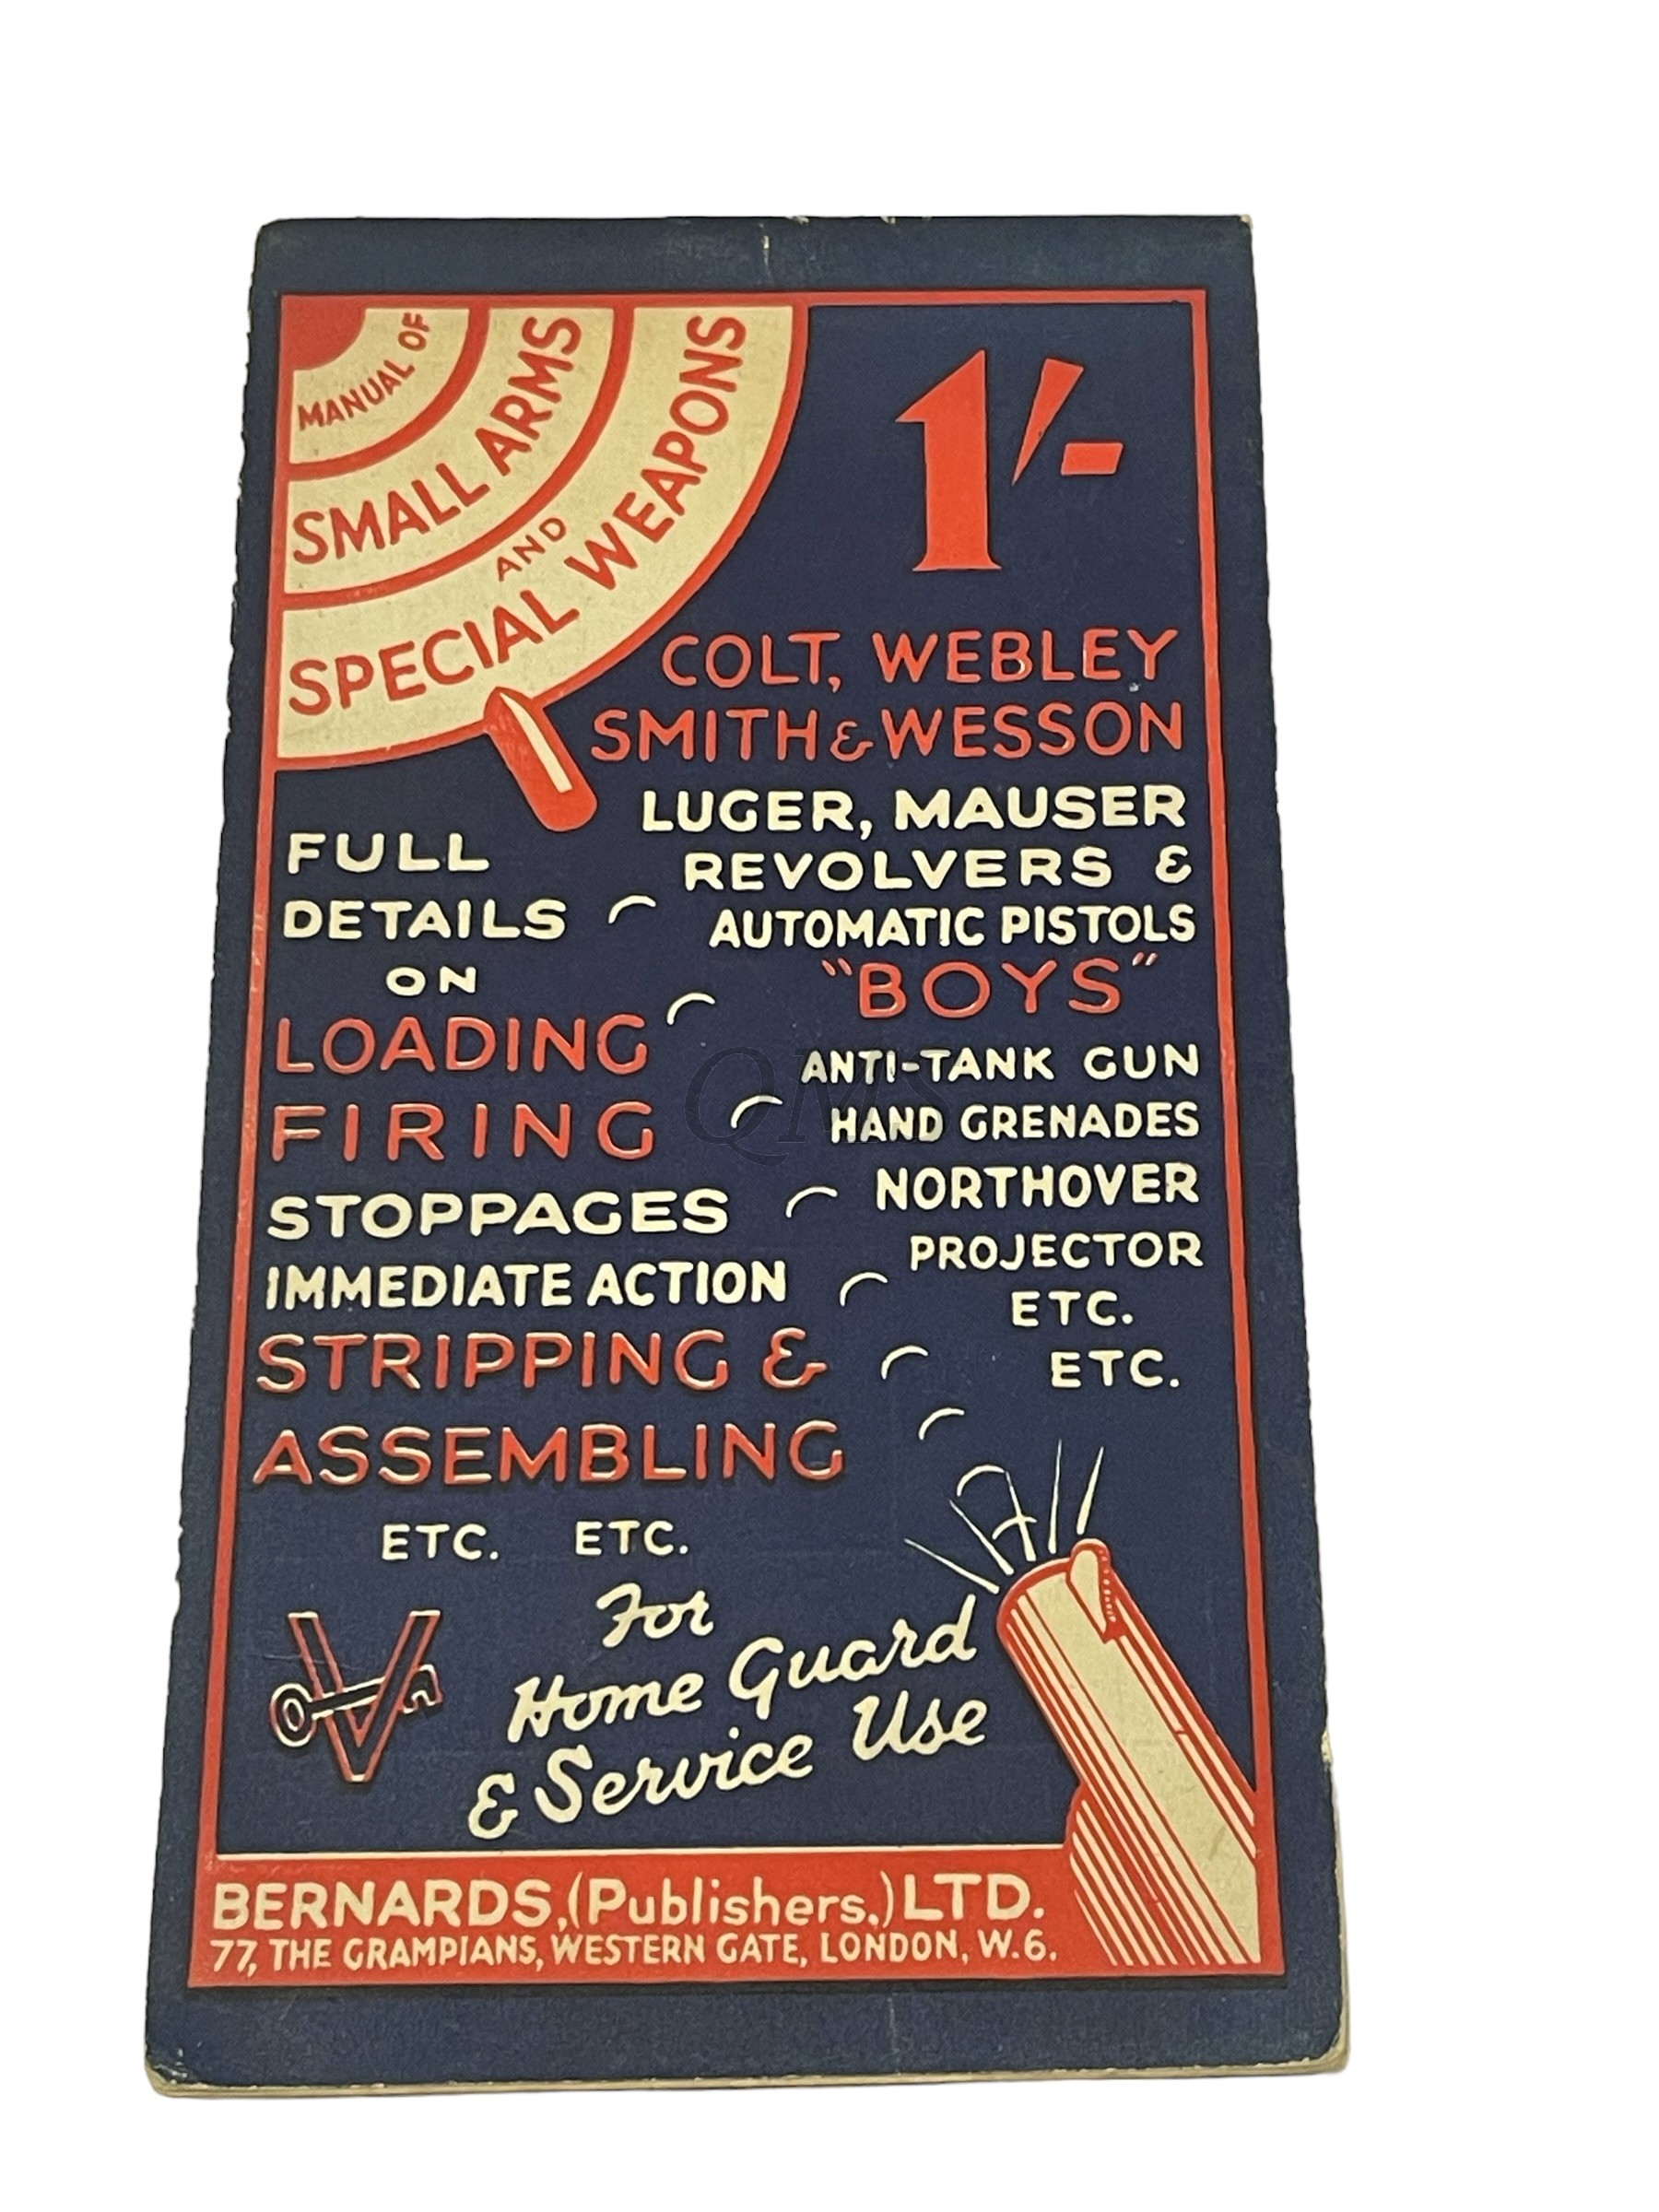 MANUAL OF
SMALL ARMS
AND
SPECIAL WEAPONS
1/-
COLT, WEBLEY
SMITH & WESSON
LUGER, MAUSER
REVOLVERS &
AUTOMATIC PISTOLS
"BOYS"
ANTI-TANK GUN
HAND GRENADES
NORTHOVER
PROJECTOR
ETC.
ETC.
FULL
DETAILS
ON
LOADING
FIRING
STOPPAGES
IMMEDIATE ACTION
STRIPPING &
ASSEMBLING
ETC. ETC.
For
Home Guard
& Service Use
V
BERNARDS, (Publishers,) LTD.
77, THE GRAMPIANS, WESTERN GATE, LONDON, W.6.
QMS